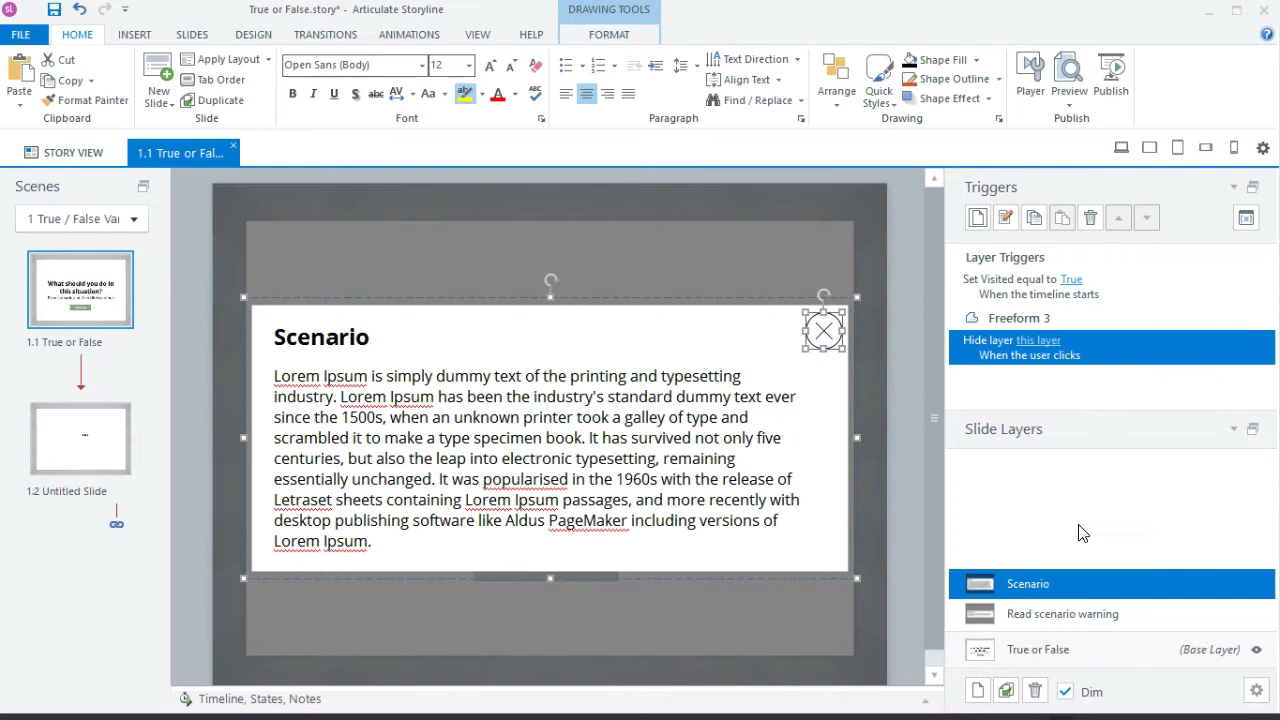 True or False.story* - Articulate Storyline
DRAWING TOOLS
FILE HOME INSERT SLIDES DESIGN TRANSITIONS ANIMATIONS VIEW HELP FORMAT
Paste
Cut
Copy
Format Painter
Clipboard
New Slide
Apply Layout
Tab Order
Duplicate
Slide
Open Sans (Body)
12
B I U S abc AV Aa ab A ABC
Font
Text Direction
Align Text
Find / Replace
Paragraph
Arrange
Quick Styles
Shape Fill
Shape Outline
Shape Effect
Drawing
Player
Preview
Publish
Publish
STORY VIEW
1.1 True or Fal...
Scenes
1 True / False Var
What should you do in
this situation?
1.1 True or False
1.2 Untitled Slide
Scenario
Lorem Ipsum is simply dummy text of the printing and typesetting
industry. Lorem Ipsum has been the industry's standard dummy text ever
since the 1500s, when an unknown printer took a galley of type and
scrambled it to make a type specimen book. It has survived not only five
centuries, but also the leap into electronic typesetting, remaining
essentially unchanged. It was popularised in the 1960s with the release of
Letraset sheets containing Lorem Ipsum passages, and more recently with
desktop publishing software like Aldus PageMaker including versions of
Lorem Ipsum.
Timeline, States, Notes
Triggers
Layer Triggers
Set Visited equal to True
When the timeline starts
Freeform 3
Hide layer this layer
When the user clicks
Slide Layers
Scenario
Read scenario warning
True or False (Base Layer)
Dim